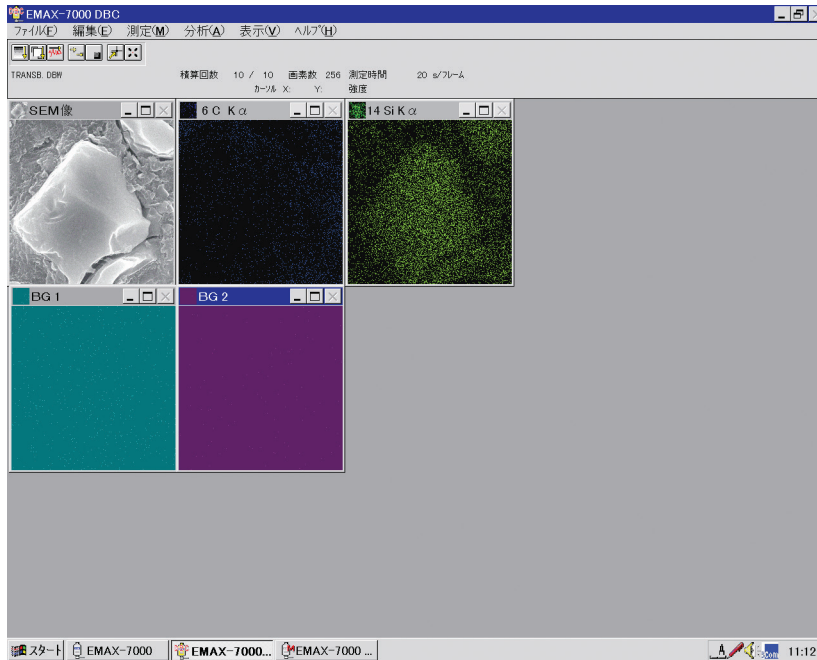 EMAX-7000 DBC
ファイル(F) 編集(E) 測定(M) 分析(A) 表示(V) ヘルプ(H)
TRANSB.DBW 積算回数 10 / 10 画素数 256 測定時間 20 s/フレーム
カーソル X: Y: 強度
SEM像
6 C Kα
14 Si Kα
BG 1
BG 2
スタート EMAX-7000 EMAX-7000... EMAX-7000 ... A Com 11:12